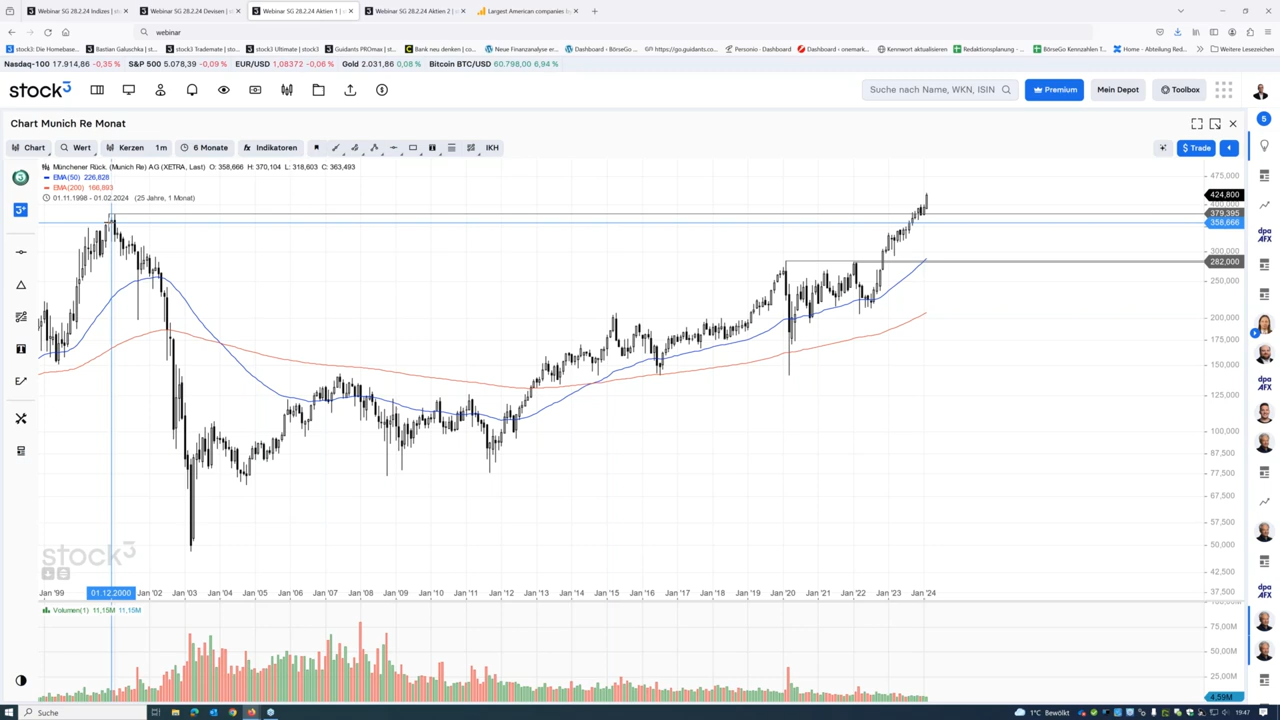 Webinar SG 28.2.24 Indizes | s
Webinar SG 28.2.24 Devisen | s
Webinar SG 28.2.24 Aktien 1 | s
Webinar SG 28.2.24 Aktien 2 | s
Largest American companies by
webinar
stock3: Die Homebase...
Bastian Galuschka | st...
stock3 Trademate | st...
stock3 Ultimate | stock3
Guidants PROmax | st...
Bank neu denken | co...
Neue Finanzanalyse er...
Dashboard ‹ BörseGo ...
https://go.guidants.co...
Personio · Dashboard
Dashboard - onemark...
Kennwort aktualisieren
Redaktionsplanung - ...
BörseGo Kennzahlen 1...
Home - Abteilung Red...
Weitere Lesezeichen
Nasdaq-100 17.914,86 -0,35 % S&P 500 5.078,39 -0,09 % EUR/USD 1,08372 -0,06 % Gold 2.031,86 0,08 % Bitcoin BTC/USD 60.798,00 6,94 %
stock3
Suche nach Name, WKN, ISIN
Premium
Mein Depot
Toolbox
Chart Munich Re Monat
5
Chart
Wert
Kerzen
1m
6 Monate
Indikatoren
IKH
$ Trade
Münchener Rück. (Munich Re) AG (XETRA, Last) O: 358,666 H: 370,104 L: 318,603 C: 363,493
EMA(50) 226,828
EMA(200) 166,893
01.11.1998 - 01.02.2024 (25 Jahre, 1 Monat)
475,000
424,800
400,000
379,395
358,666
300,000
282,000
250,000
200,000
175,000
150,000
125,000
100,000
87,500
77,500
67,500
57,500
50,000
42,500
37,500
dpa
AFX
dpa
AFX
dpa
AFX
stock3
Jan '99
01.12.2000
Jan '02
Jan '03
Jan '04
Jan '05
Jan '06
Jan '07
Jan '08
Jan '09
Jan '10
Jan '11
Jan '12
Jan '13
Jan '14
Jan '15
Jan '16
Jan '17
Jan '18
Jan '19
Jan '20
Jan '21
Jan '22
Jan '23
Jan '24
Volumen(1) 11,15M 11,15M
100,00M
75,00M
50,00M
25,00M
4,59M
Suche
1°C Bewölkt
19:47